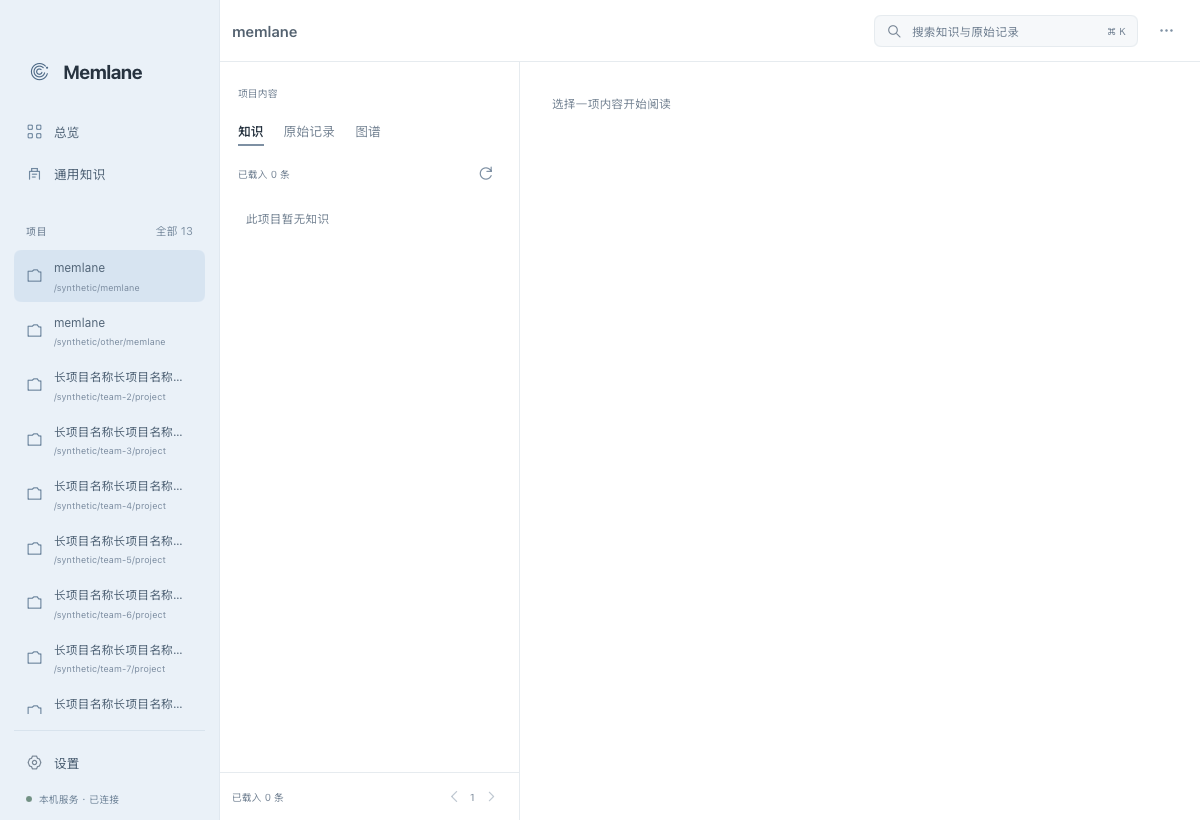 Memlane
总览
通用知识
项目
全部 13
memlane
/synthetic/memlane
memlane
/synthetic/other/memlane
长项目名称长项目名称...
/synthetic/team-2/project
长项目名称长项目名称...
/synthetic/team-3/project
长项目名称长项目名称...
/synthetic/team-4/project
长项目名称长项目名称...
/synthetic/team-5/project
长项目名称长项目名称...
/synthetic/team-6/project
长项目名称长项目名称...
/synthetic/team-7/project
长项目名称长项目名称...
设置
本机服务 · 已连接
memlane
搜索知识与原始记录
⌘ K
项目内容
知识 原始记录 图谱
已载入 0 条
此项目暂无知识
已载入 0 条
1
选择一项内容开始阅读